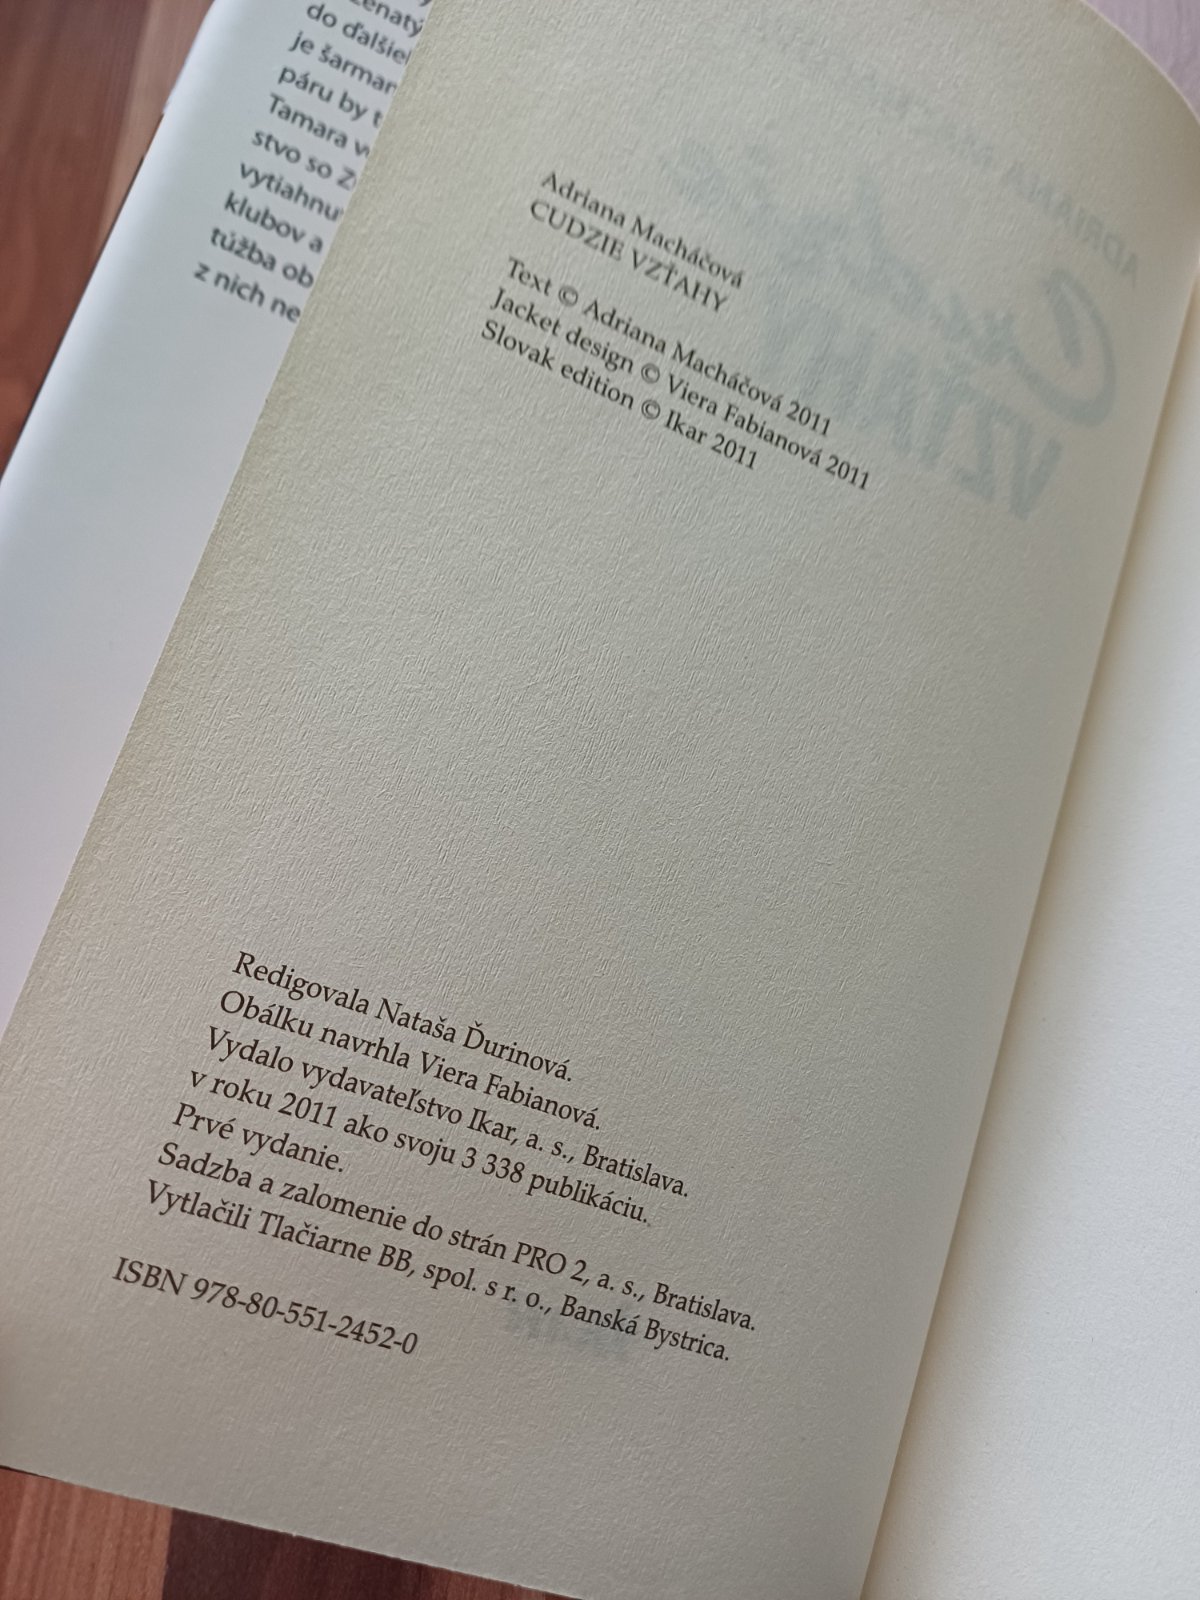 ženatý
do ďalšie
je šarman
páru by t
Tamara v
stvo so Z
vytiahnu
klubov a
túžba ob
z nich ne
Adriana Macháčová
CUDZIE VZŤAHY
Text © Adriana Macháčová 2011
Jacket design © Viera Fabianová 2011
Slovak edition © Ikar 2011
Redigovala Nataša Ďurinová.
Obálku navrhla Viera Fabianová.
Vydalo vydavateľstvo Ikar, a. s., Bratislava.
v roku 2011 ako svoju 3 338 publikáciu.
Prvé vydanie.
Sadzba a zalomenie do strán PRO 2, a. s., Bratislava.
Vytlačili Tlačiarne BB, spol. s r. o., Banská Bystrica.
ISBN 978-80-551-2452-0